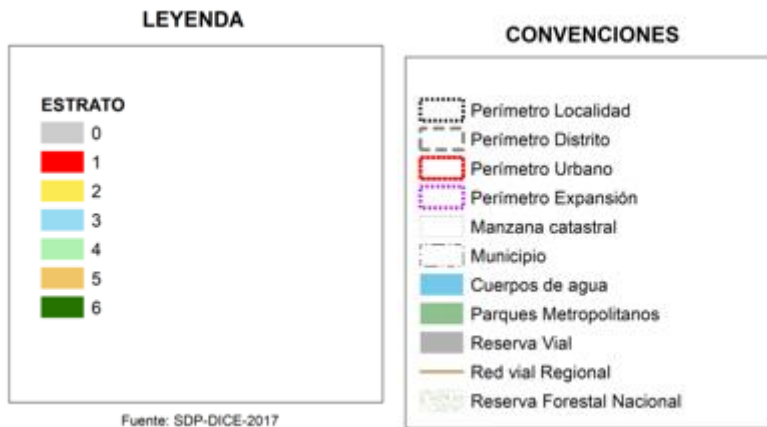 LEYENDA
ESTRATO
0
1
2
3
4
5
6
Fuente: SDP-DICE-2017
CONVENCIONES
Perímetro Localidad
Perímetro Distrito
Perímetro Urbano
Perímetro Expansión
Manzana catastral
Municipio
Cuerpos de agua
Parques Metropolitanos
Reserva Vial
Red vial Regional
Reserva Forestal Nacional